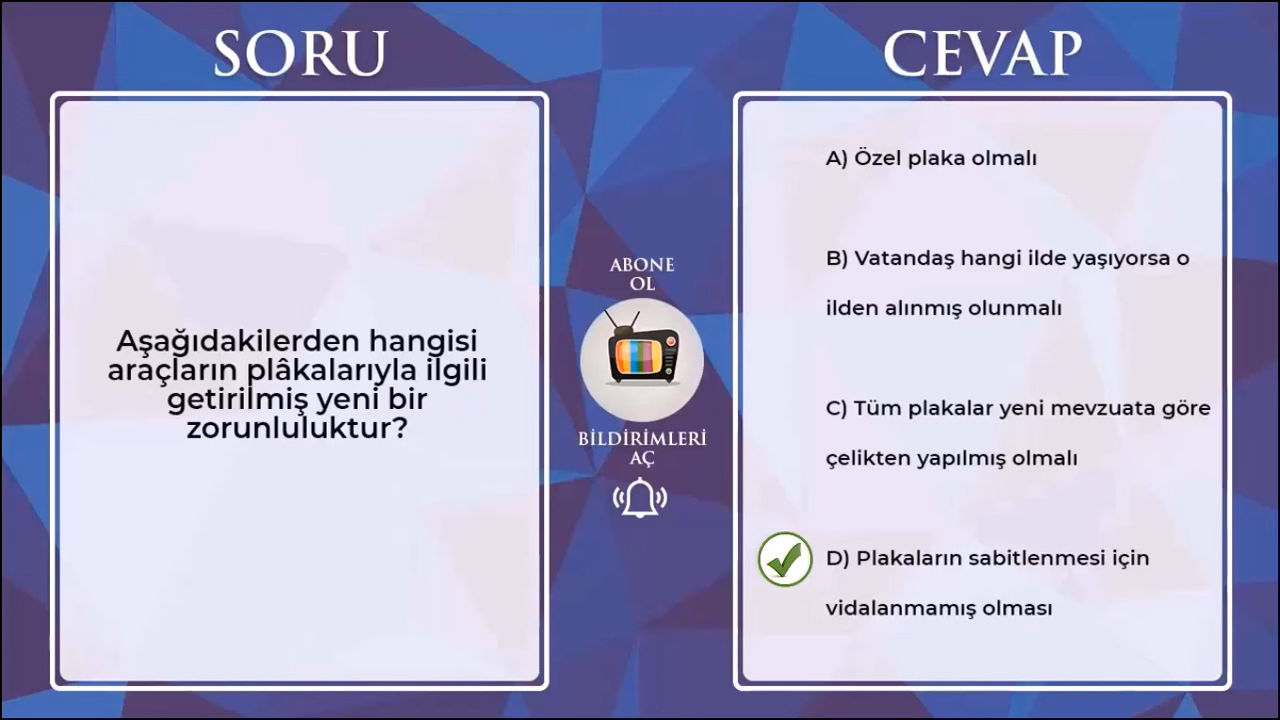 SORU
Aşağıdakilerden hangisi
araçların plâkalarıyla ilgili
getirilmiş yeni bir
zorunluluktur?
ABONE
OL
BİLDİRİMLERİ
AÇ
CEVAP
A) Özel plaka olmalı
B) Vatandaş hangi ilde yaşıyorsa o
ilden alınmış olunmalı
C) Tüm plakalar yeni mevzuata göre
çelikten yapılmış olmalı
D) Plakaların sabitlenmesi için
vidalanmamış olması